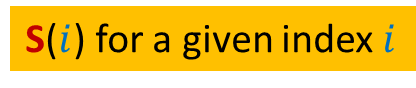 S(i) for a given index i